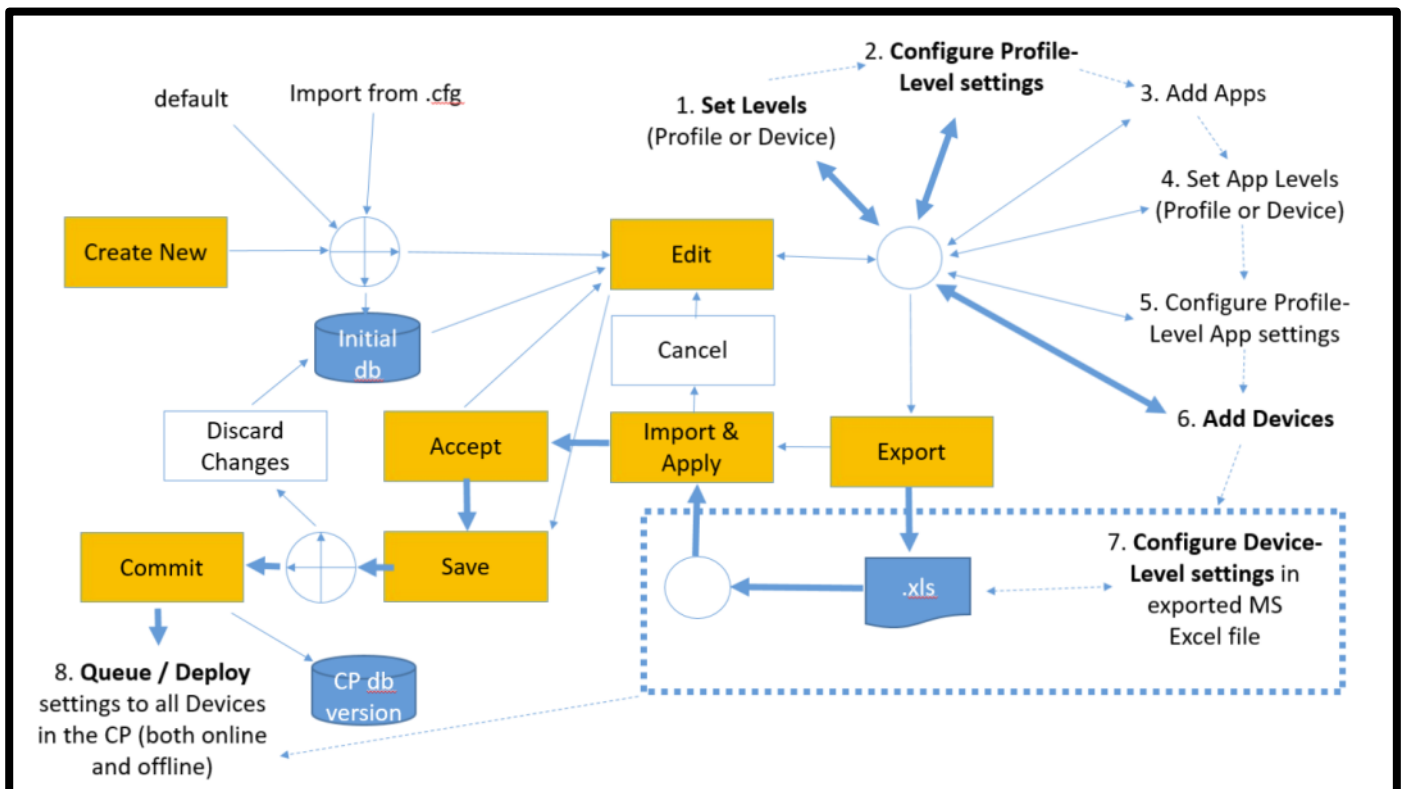 default
Import from .cfg
1. Set Levels
(Profile or Device)
2. Configure Profile-
Level settings
3. Add Apps
4. Set App Levels
(Profile or Device)
5. Configure Profile-
Level App settings
6. Add Devices
Create New
Edit
Initial
db
Cancel
Discard
Changes
Accept
Import &
Apply
Export
Commit
Save
.xls
7. Configure Device-
Level settings in
exported MS
Excel file
8. Queue / Deploy
settings to all Devices
in the CP (both online
and offline)
CP db
version